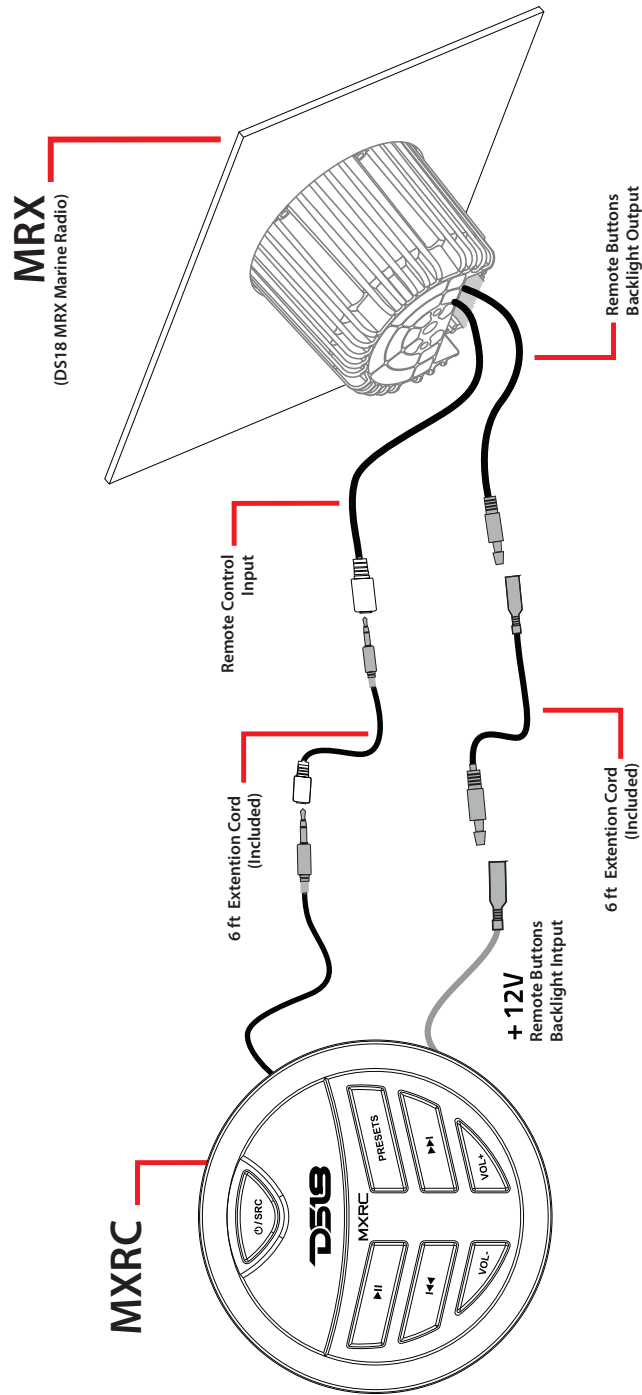 MXRC
MRX
(DS18 MRX Marine Radio)
6 ft  Extention Cord
(Included)
Remote Control
Input
⏻/SRC
DS18
MXRC
▶II
PRESETS
I◀◀
▶▶I
VOL-
VOL+
+ 12V
Remote Buttons
Backlight Intput
6 ft  Extention Cord
(Included)
Remote Buttons
Backlight Output